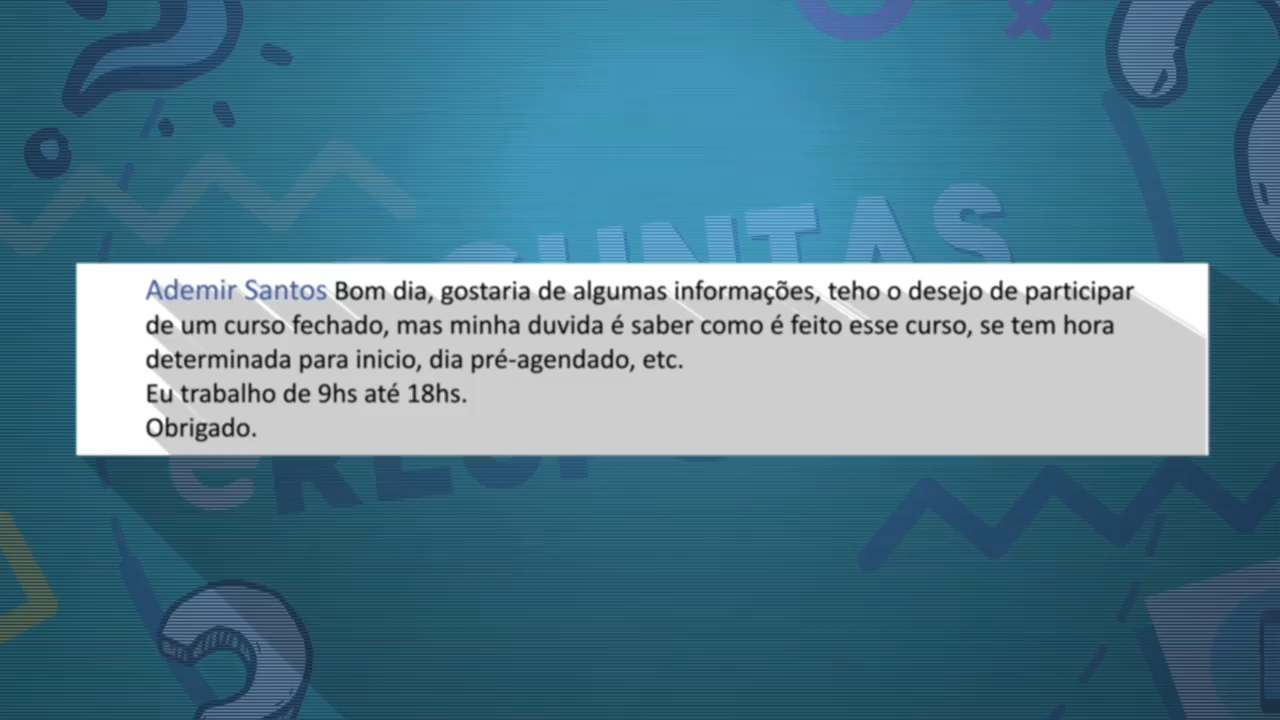 PERGUNTAS
Ademir Santos Bom dia, gostaria de algumas informações, teho o desejo de participar
de um curso fechado, mas minha duvida é saber como é feito esse curso, se tem hora
determinada para inicio, dia pré-agendado, etc.
Eu trabalho de 9hs até 18hs.
Obrigado.